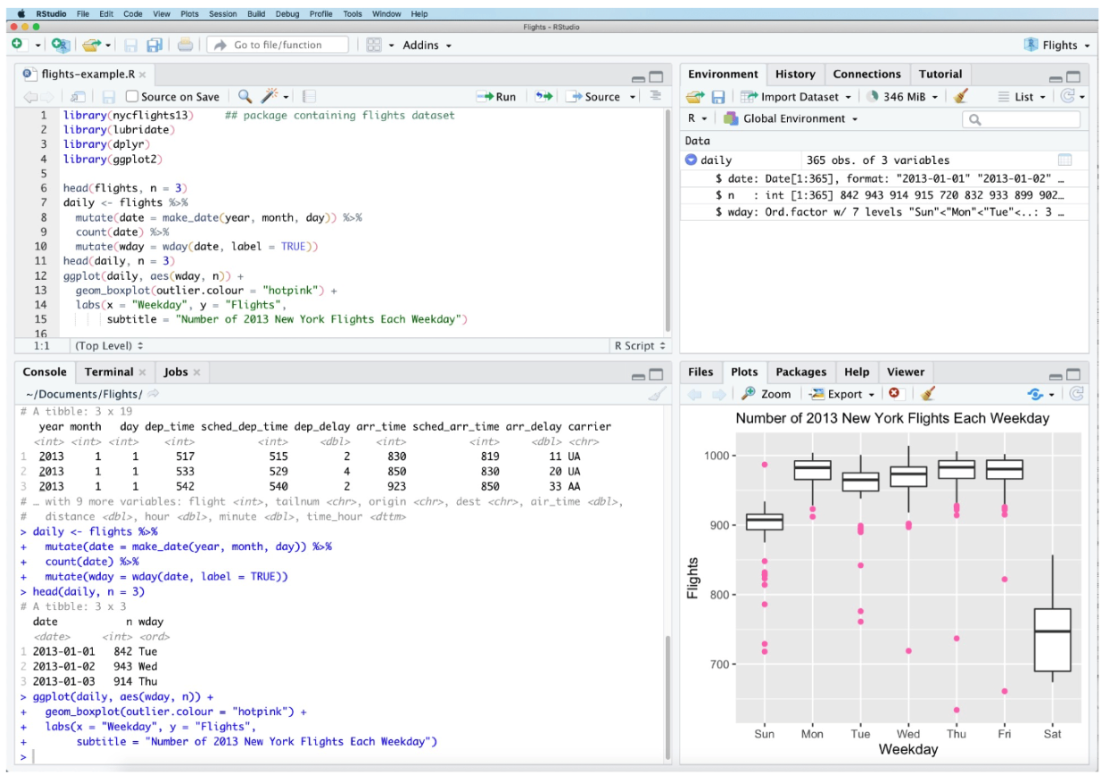 RStudio File Edit Code View Plots Session Build Debug Profile Tools Window Help
Flights - RStudio
Go to file/function Addins Flights
flights-example.R
Source on Save Run Source
1 library(nycflights13) ## package containing flights dataset
2 library(lubridate)
3 library(dplyr)
4 library(ggplot2)
5
6 head(flights, n = 3)
7 daily <- flights %>%
8 mutate(date = make_date(year, month, day)) %>%
9 count(date) %>%
10 mutate(wday = wday(date, label = TRUE))
11 head(daily, n = 3)
12 ggplot(daily, aes(wday, n)) +
13 geom_boxplot(outlier.colour = "hotpink") +
14 labs(x = "Weekday", y = "Flights",
15 subtitle = "Number of 2013 New York Flights Each Weekday")
16
1:1 (Top Level) R Script
Console Terminal Jobs
~/Documents/Flights/
# A tibble: 3 x 19
year month day dep_time sched_dep_time dep_delay arr_time sched_arr_time arr_delay carrier
<int> <int> <int> <int> <int> <dbl> <int> <int> <dbl> <chr>
1 2013 1 1 517 515 2 830 819 11 UA
2 2013 1 1 533 529 4 850 830 20 UA
3 2013 1 1 542 540 2 923 850 33 AA
# … with 9 more variables: flight <int>, tailnum <chr>, origin <chr>, dest <chr>, air_time <dbl>,
# distance <dbl>, hour <dbl>, minute <dbl>, time_hour <dttm>
> daily <- flights %>%
+ mutate(date = make_date(year, month, day)) %>%
+ count(date) %>%
+ mutate(wday = wday(date, label = TRUE))
> head(daily, n = 3)
# A tibble: 3 x 3
date n wday
<date> <int> <ord>
1 2013-01-01 842 Tue
2 2013-01-02 943 Wed
3 2013-01-03 914 Thu
> ggplot(daily, aes(wday, n)) +
+ geom_boxplot(outlier.colour = "hotpink") +
+ labs(x = "Weekday", y = "Flights",
+ subtitle = "Number of 2013 New York Flights Each Weekday")
>
Environment History Connections Tutorial
Import Dataset 346 MiB List
R Global Environment
Data
daily 365 obs. of 3 variables
$ date: Date[1:365], format: "2013-01-01" "2013-01-02" …
$ n : int [1:365] 842 943 914 915 720 832 933 899 902…
$ wday: Ord.factor w/ 7 levels "Sun"<"Mon"<"Tue"<..: 3 …
Files Plots Packages Help Viewer
Zoom Export
Number of 2013 New York Flights Each Weekday
1000
900
800
700
Flights
Sun Mon Tue Wed Thu Fri Sat
Weekday